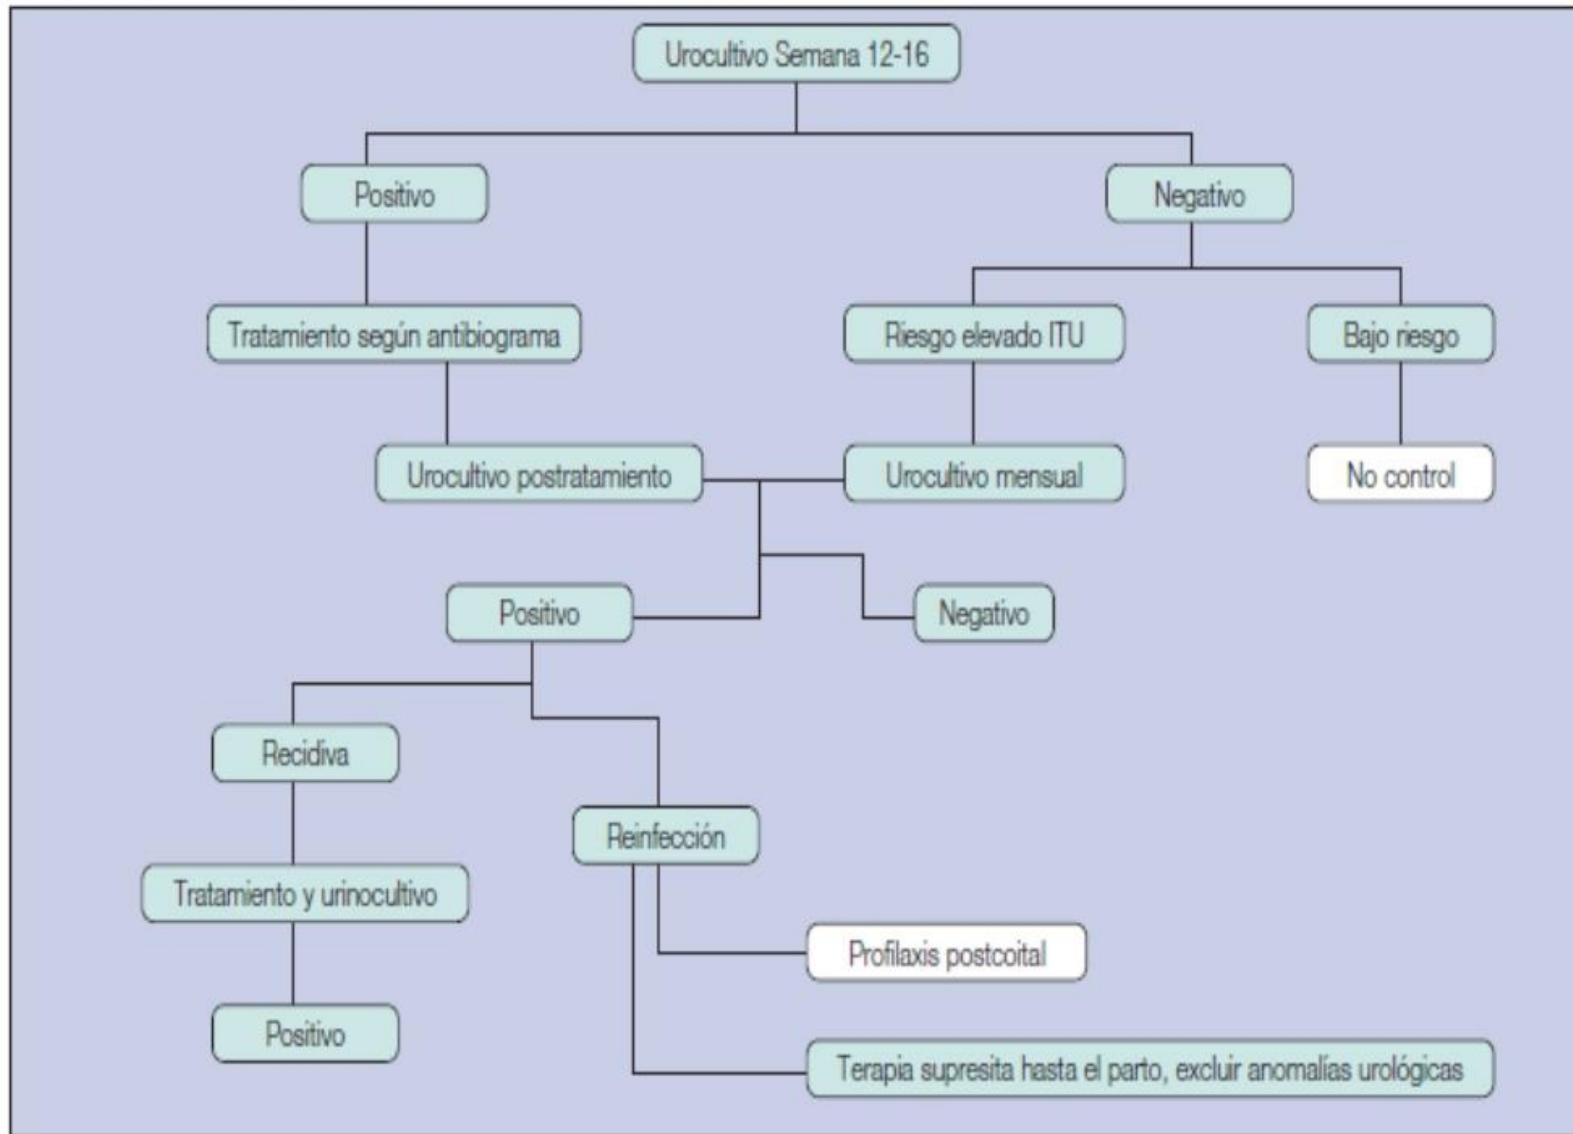 Urocultivo Semana 12-16
Positivo
Negativo
Tratamiento según antibiograma
Riesgo elevado ITU
Bajo riesgo
Urocultivo postratamiento
Urocultivo mensual
No control
Positivo
Negativo
Recidiva
Reinfección
Tratamiento y urinocultivo
Profilaxis postcoital
Positivo
Terapia supresita hasta el parto, excluir anomalías urológicas